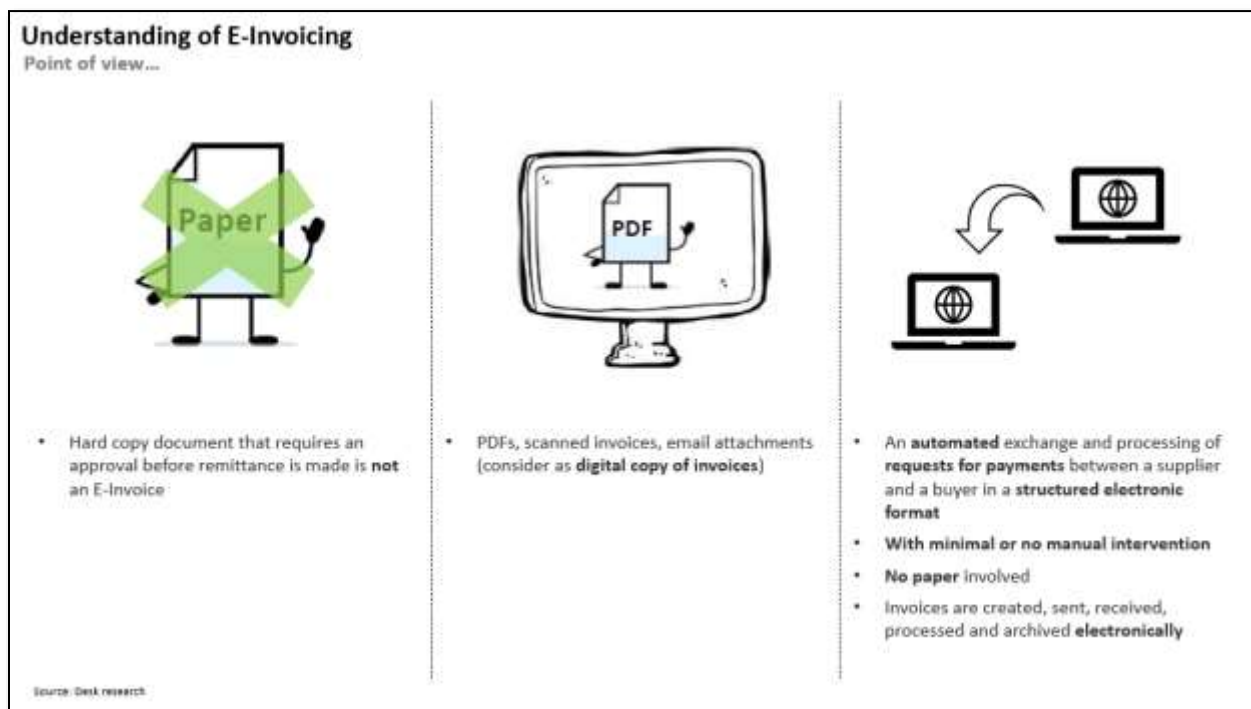 Understanding of E-Invoicing
Point of view...
Paper
PDF
• Hard copy document that requires an
approval before remittance is made is not
an E-Invoice
• PDFs, scanned invoices, email attachments
(consider as digital copy of invoices)
• An automated exchange and processing of
requests for payments between a supplier
and a buyer in a structured electronic
format
• With minimal or no manual intervention
• No paper involved
• Invoices are created, sent, received,
processed and archived electronically
Source: Desk research